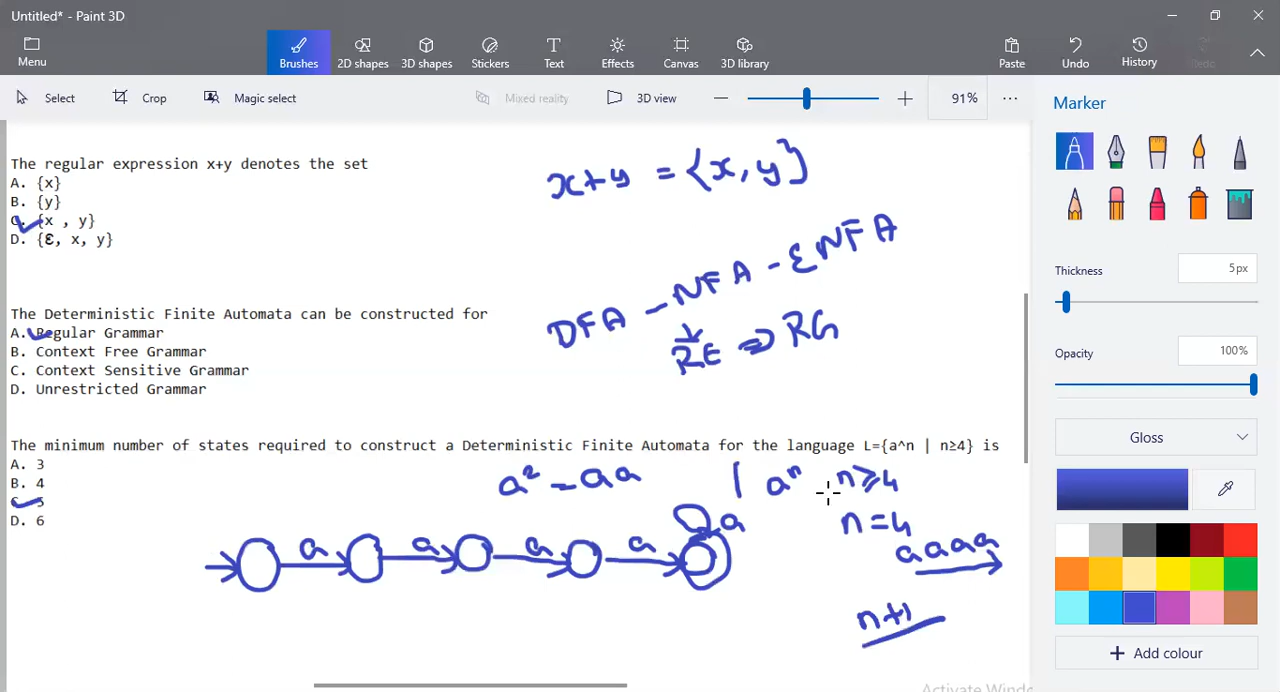 Untitled* - Paint 3D
Menu
Brushes
2D shapes
3D shapes
Stickers
Text
Effects
Canvas
3D library
Paste
Undo
History
Redo
Select
Crop
Magic select
Mixed reality
3D view
91%
Marker
Thickness
5px
Opacity
100%
Gloss
Add colour
The regular expression x+y denotes the set
A. {x}
B. {y}
C. {x , y}
D. {ε, x, y}
x+y = {x, y}
The Deterministic Finite Automata can be constructed for
A. Regular Grammar
B. Context Free Grammar
C. Context Sensitive Grammar
D. Unrestricted Grammar
DFA - NFA - ENFA
RE => RG
The minimum number of states required to construct a Deterministic Finite Automata for the language L={a^n | n≥4} is
A. 3
B. 4
C. 5
D. 6
a² - aa
| aⁿ n≥4
n=4
aaaa
n+1
a a a a a
Activate Windo